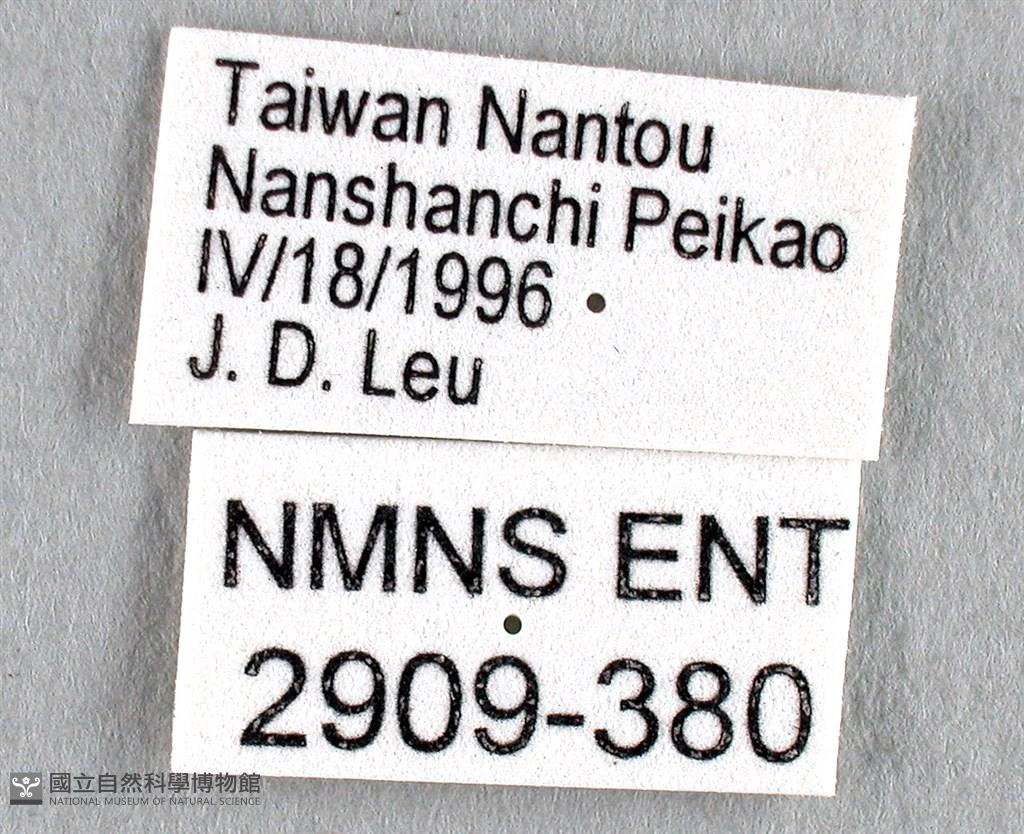 Taiwan Nantou
Nanshanchi Peikao
IV/18/1996
J. D. Leu
NMNS ENT
2909-380
國立自然科學博物館
NATIONAL MUSEUM OF NATURAL SCIENCE